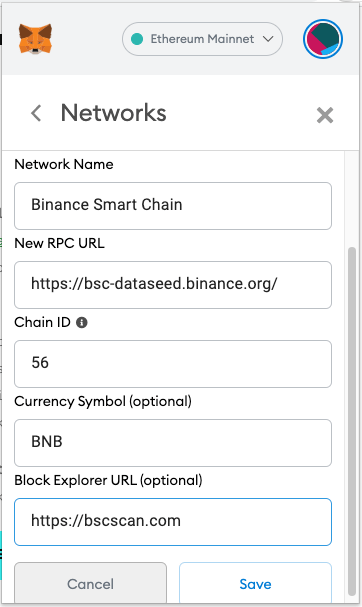 Ethereum Mainnet
Networks
Network Name
Binance Smart Chain
New RPC URL
https://bsc-dataseed.binance.org/
Chain ID
56
Currency Symbol (optional)
BNB
Block Explorer URL (optional)
https://bscscan.com
Cancel
Save